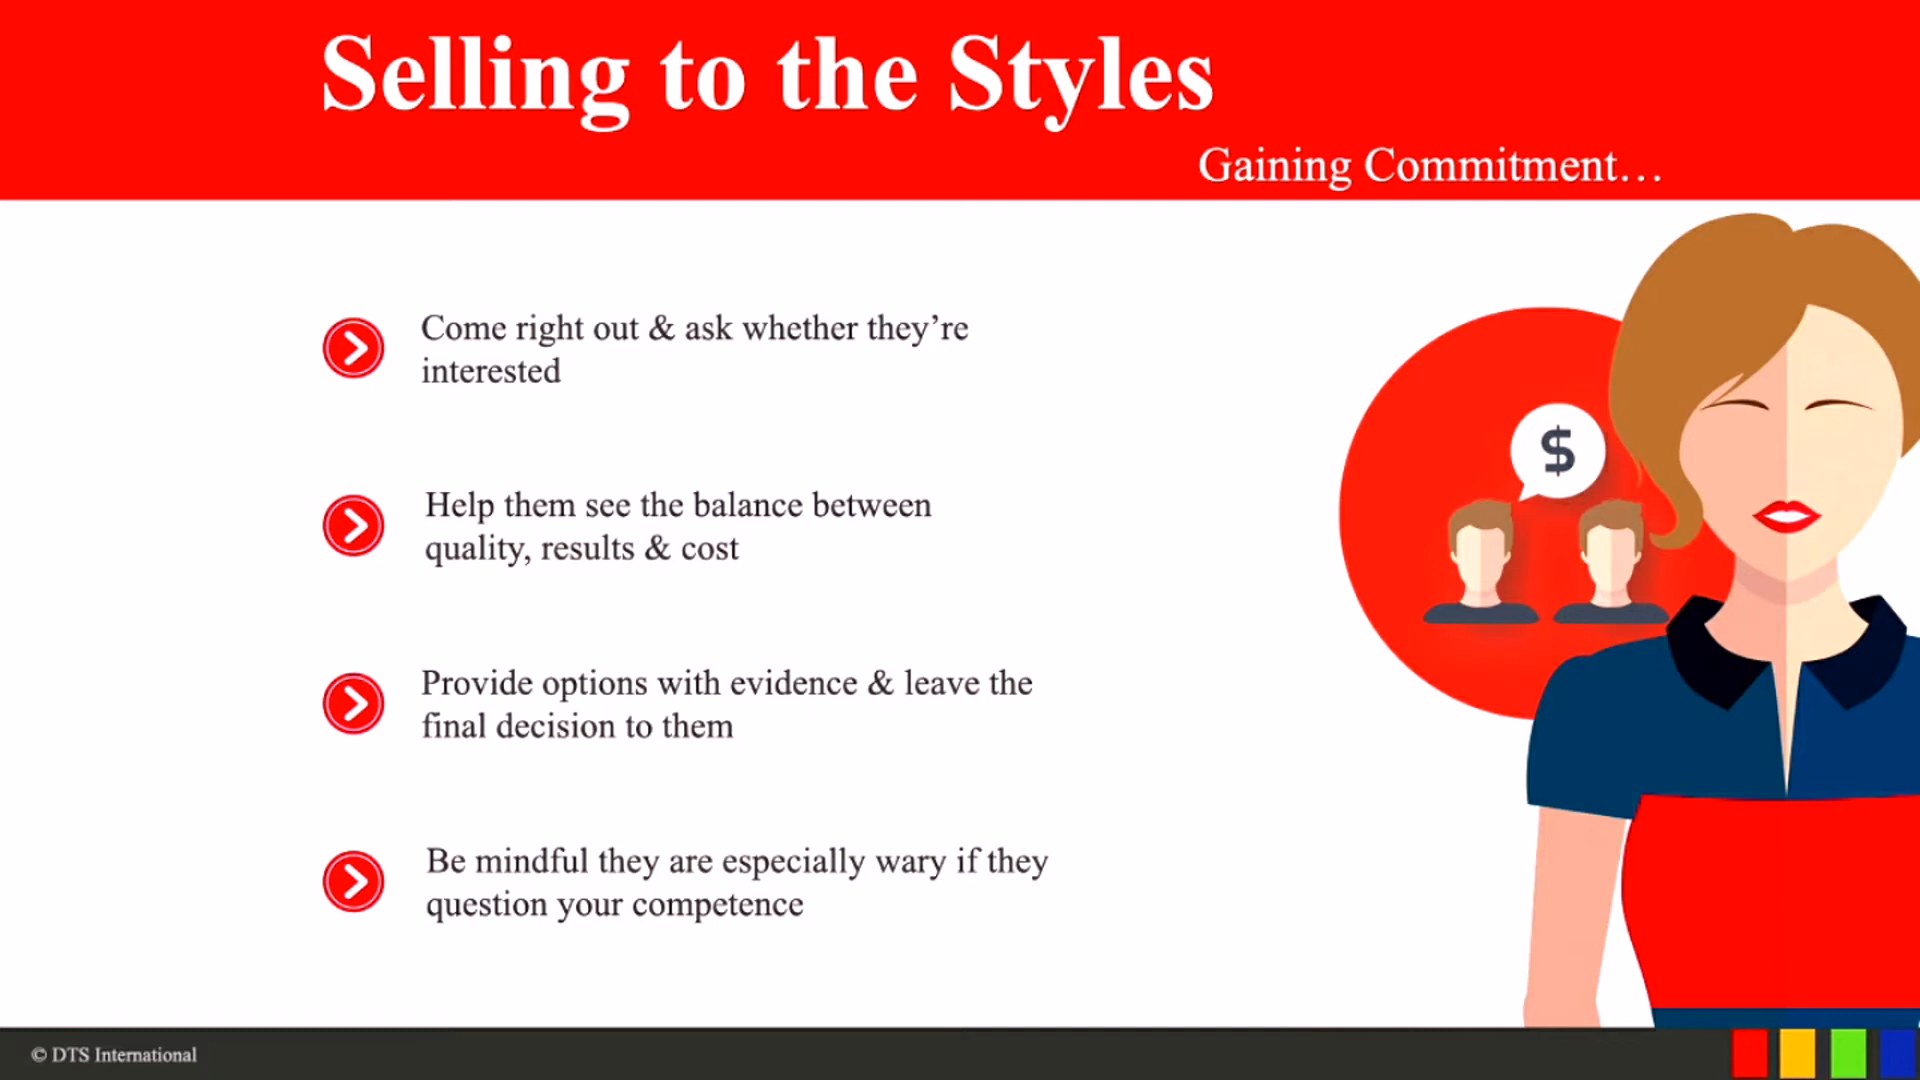 Selling to the Styles
Gaining Commitment…
Come right out & ask whether they’re
interested
Help them see the balance between
quality, results & cost
Provide options with evidence & leave the
final decision to them
Be mindful they are especially wary if they
question your competence
$
© DTS International